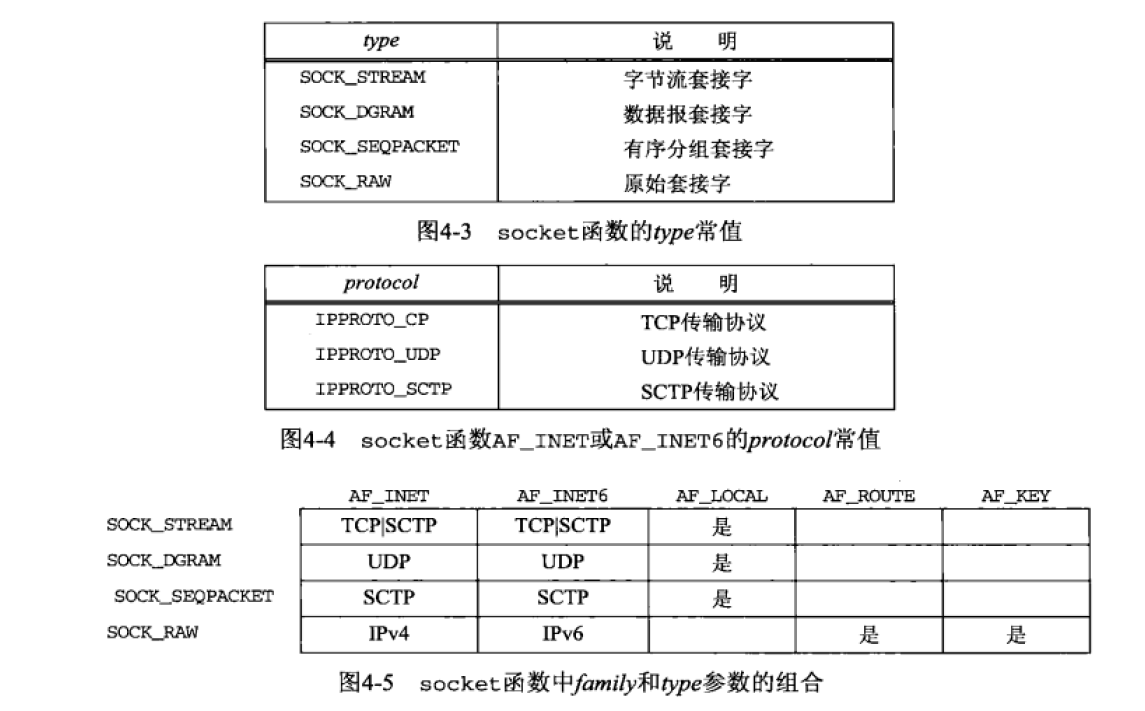 type 说 明
SOCK_STREAM 字节流套接字
SOCK_DGRAM 数据报套接字
SOCK_SEQPACKET 有序分组套接字
SOCK_RAW 原始套接字
图4-3 socket函数的type常值
protocol 说 明
IPPROTO_CP TCP传输协议
IPPROTO_UDP UDP传输协议
IPPROTO_SCTP SCTP传输协议
图4-4 socket函数AF_INET或AF_INET6的protocol常值
AF_INET AF_INET6 AF_LOCAL AF_ROUTE AF_KEY
SOCK_STREAM TCP|SCTP TCP|SCTP 是
SOCK_DGRAM UDP UDP 是
SOCK_SEQPACKET SCTP SCTP 是
SOCK_RAW IPv4 IPv6 是 是
图4-5 socket函数中family和type参数的组合